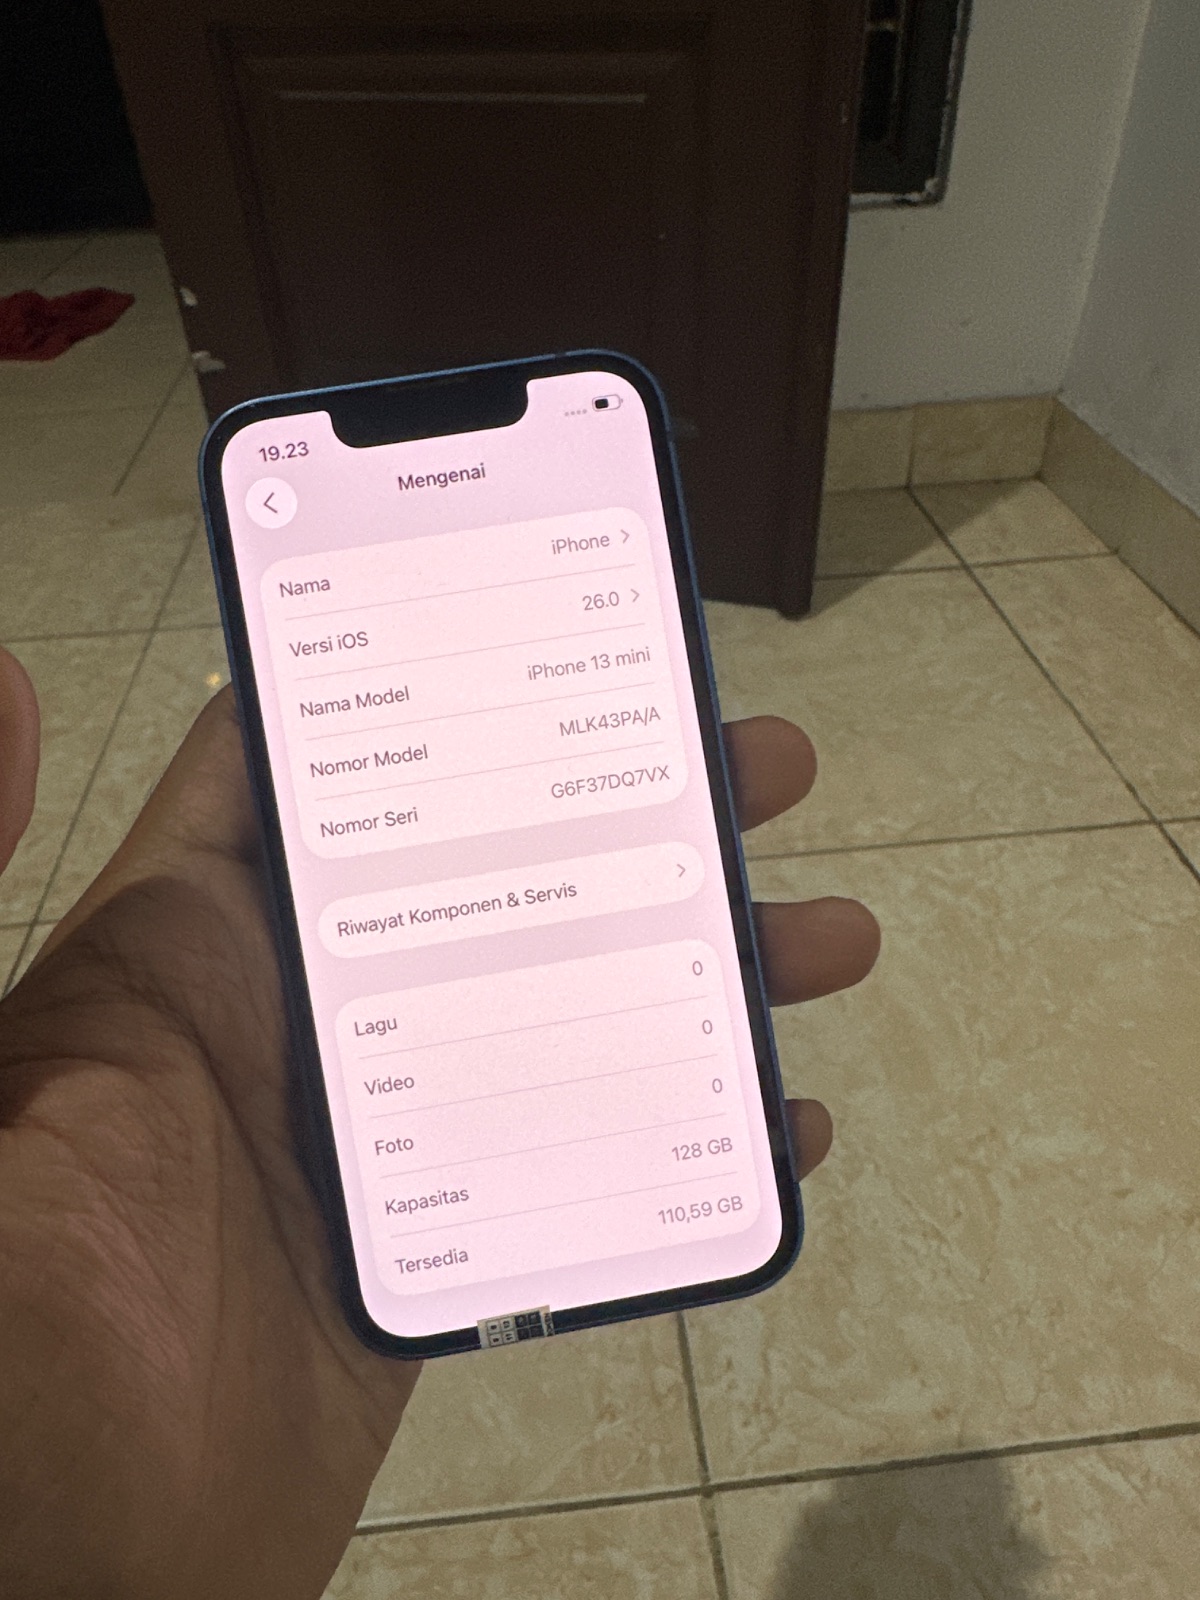 19.23
Mengenai
Nama iPhone
Versi iOS 26.0
Nama Model iPhone 13 mini
Nomor Model MLK43PA/A
Nomor Seri G6F37DQ7VX
Riwayat Komponen & Servis
Lagu 0
Video 0
Foto 0
Kapasitas 128 GB
Tersedia 110,59 GB